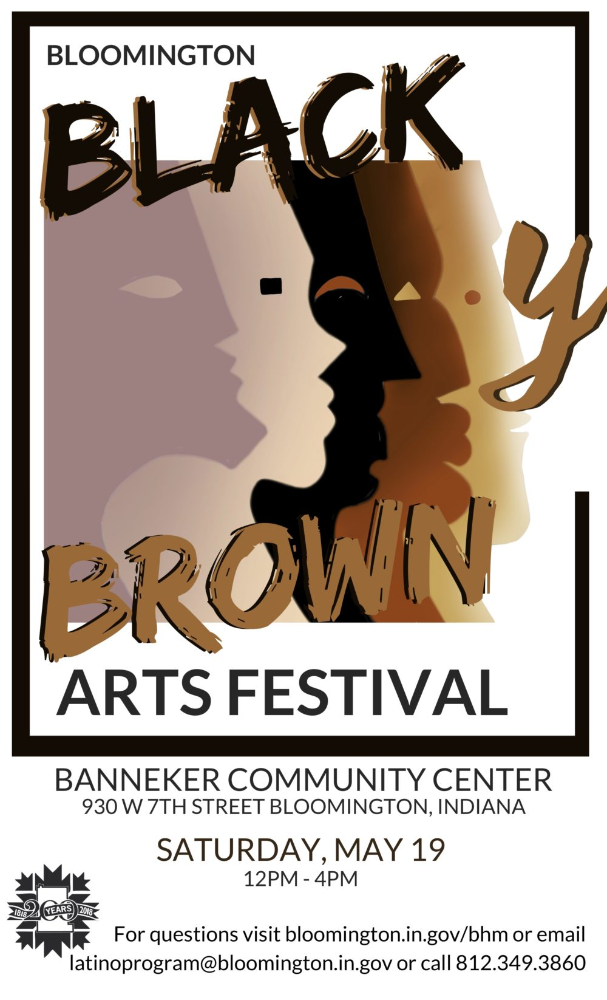 BLOOMINGTON
BLACK
y
BROWN
ARTS FESTIVAL
BANNEKER COMMUNITY CENTER
930 W 7TH STREET BLOOMINGTON, INDIANA
SATURDAY, MAY 19
12PM - 4PM
1818 200 YEARS 2018
For questions visit bloomington.in.gov/bhm or email
latinoprogram@bloomington.in.gov or call 812.349.3860